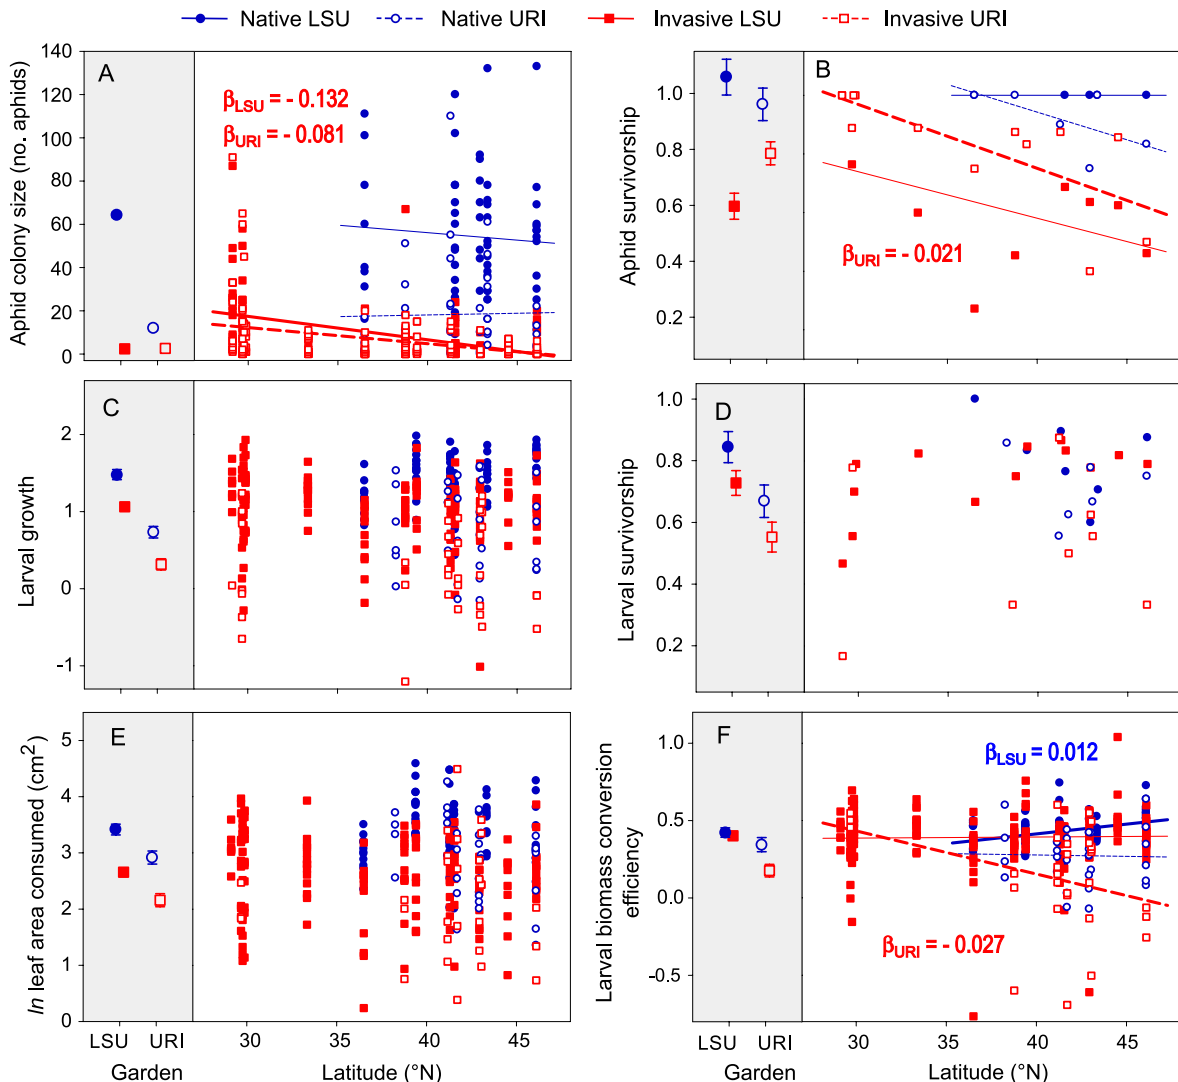 Native LSU Native URI Invasive LSU Invasive URI
A
βLSU = - 0.132
βURI = - 0.081
Aphid colony size (no. aphids)
140
120
100
80
60
40
20
0
B
βURI = - 0.021
Aphid survivorship
1.0
0.8
0.6
0.4
0.2
C
Larval growth
2
1
0
-1
D
Larval survivorship
1.0
0.8
0.6
0.4
0.2
E
ln leaf area consumed (cm²)
5
4
3
2
1
0
LSU URI 30 35 40 45
Garden Latitude (°N)
F
βLSU = 0.012
βURI = - 0.027
Larval biomass conversion
efficiency
1.0
0.5
0.0
-0.5
LSU URI 30 35 40 45
Garden Latitude (°N)